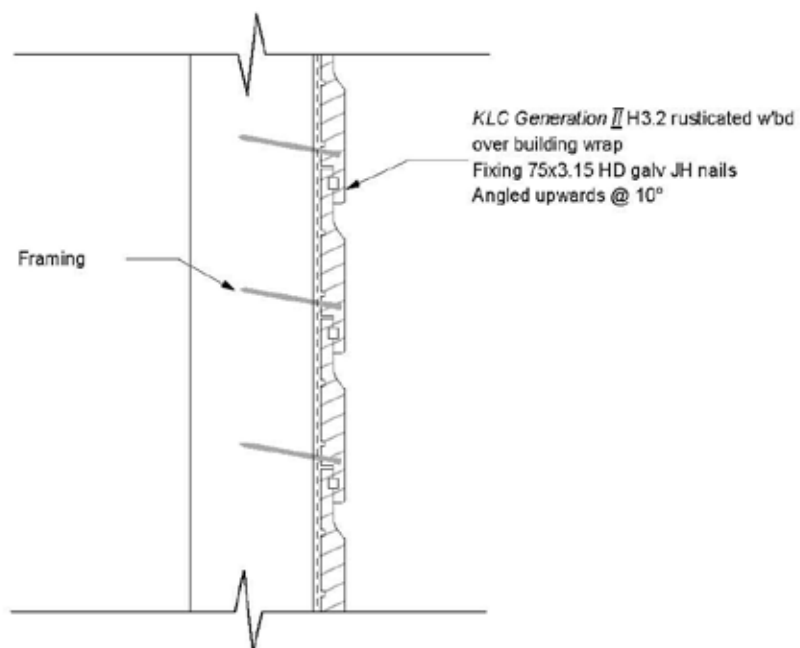 KLC Generation II H3.2 rusticated w'bd
over building wrap
Fixing 75x3.15 HD galv JH nails
Angled upwards @ 10°
Framing